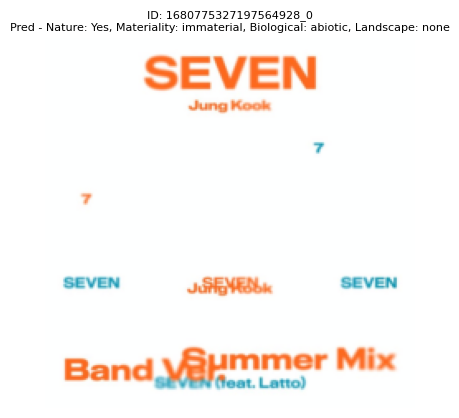 ID: 1680775327197564928_0
Pred - Nature: Yes, Materiality: immaterial, Biological: abiotic, Landscape: none
SEVEN
Jung Kook
7
7
SEVEN SEVEN SEVEN
Jung Kook
Summer Mix
Band Ver.
SEVEN (feat. Latto)